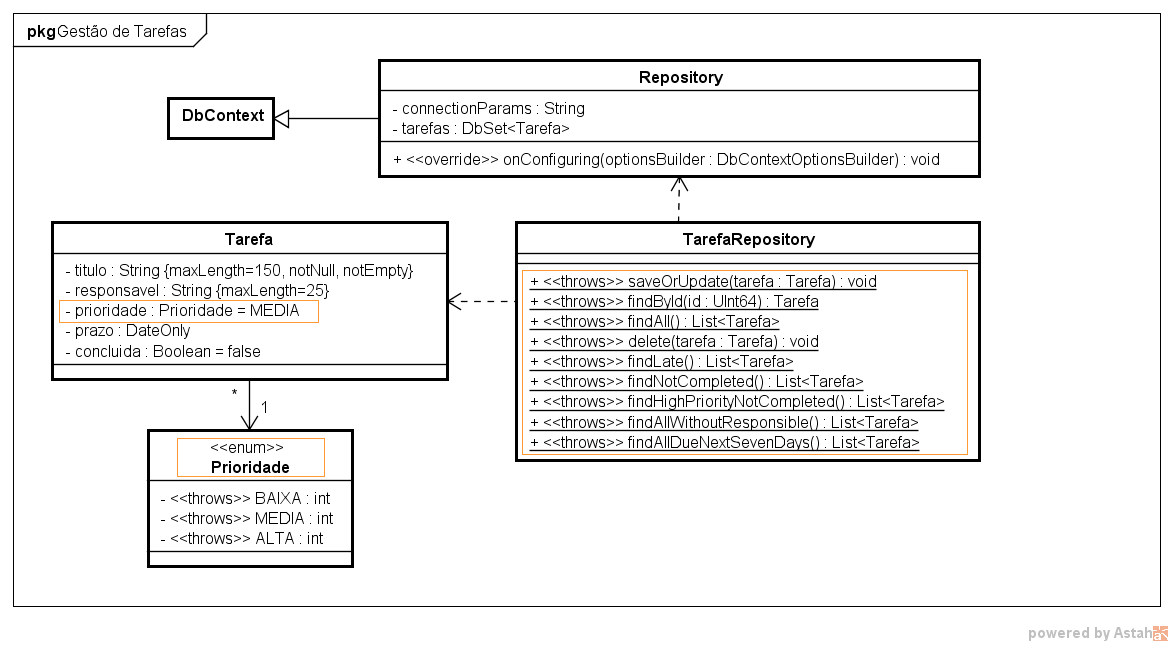 pkg Gestão de Tarefas
Repository
- connectionParams : String
- tarefas : DbSet<Tarefa>
+ <<override>> onConfiguring(optionsBuilder : DbContextOptionsBuilder) : void
DbContext
Tarefa
- titulo : String {maxLength=150, notNull, notEmpty}
- responsavel : String {maxLength=25}
- prioridade : Prioridade = MEDIA
- prazo : DateOnly
- concluida : Boolean = false
TarefaRepository
+ <<throws>> saveOrUpdate(tarefa : Tarefa) : void
+ <<throws>> findById(id : UInt64) : Tarefa
+ <<throws>> findAll() : List<Tarefa>
+ <<throws>> delete(tarefa : Tarefa) : void
+ <<throws>> findLate() : List<Tarefa>
+ <<throws>> findNotCompleted() : List<Tarefa>
+ <<throws>> findHighPriorityNotCompleted() : List<Tarefa>
+ <<throws>> findAllWithoutResponsible() : List<Tarefa>
+ <<throws>> findAllDueNextSevenDays() : List<Tarefa>
*
1
<<enum>>
Prioridade
- <<throws>> BAIXA : int
- <<throws>> MEDIA : int
- <<throws>> ALTA : int
powered by Astah